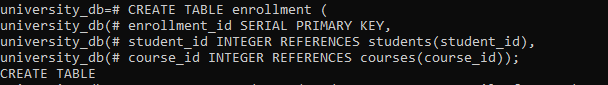 university_db=# CREATE TABLE enrollment (
university_db(# enrollment_id SERIAL PRIMARY KEY,
university_db(# student_id INTEGER REFERENCES students(student_id),
university_db(# course_id INTEGER REFERENCES courses(course_id));
CREATE TABLE